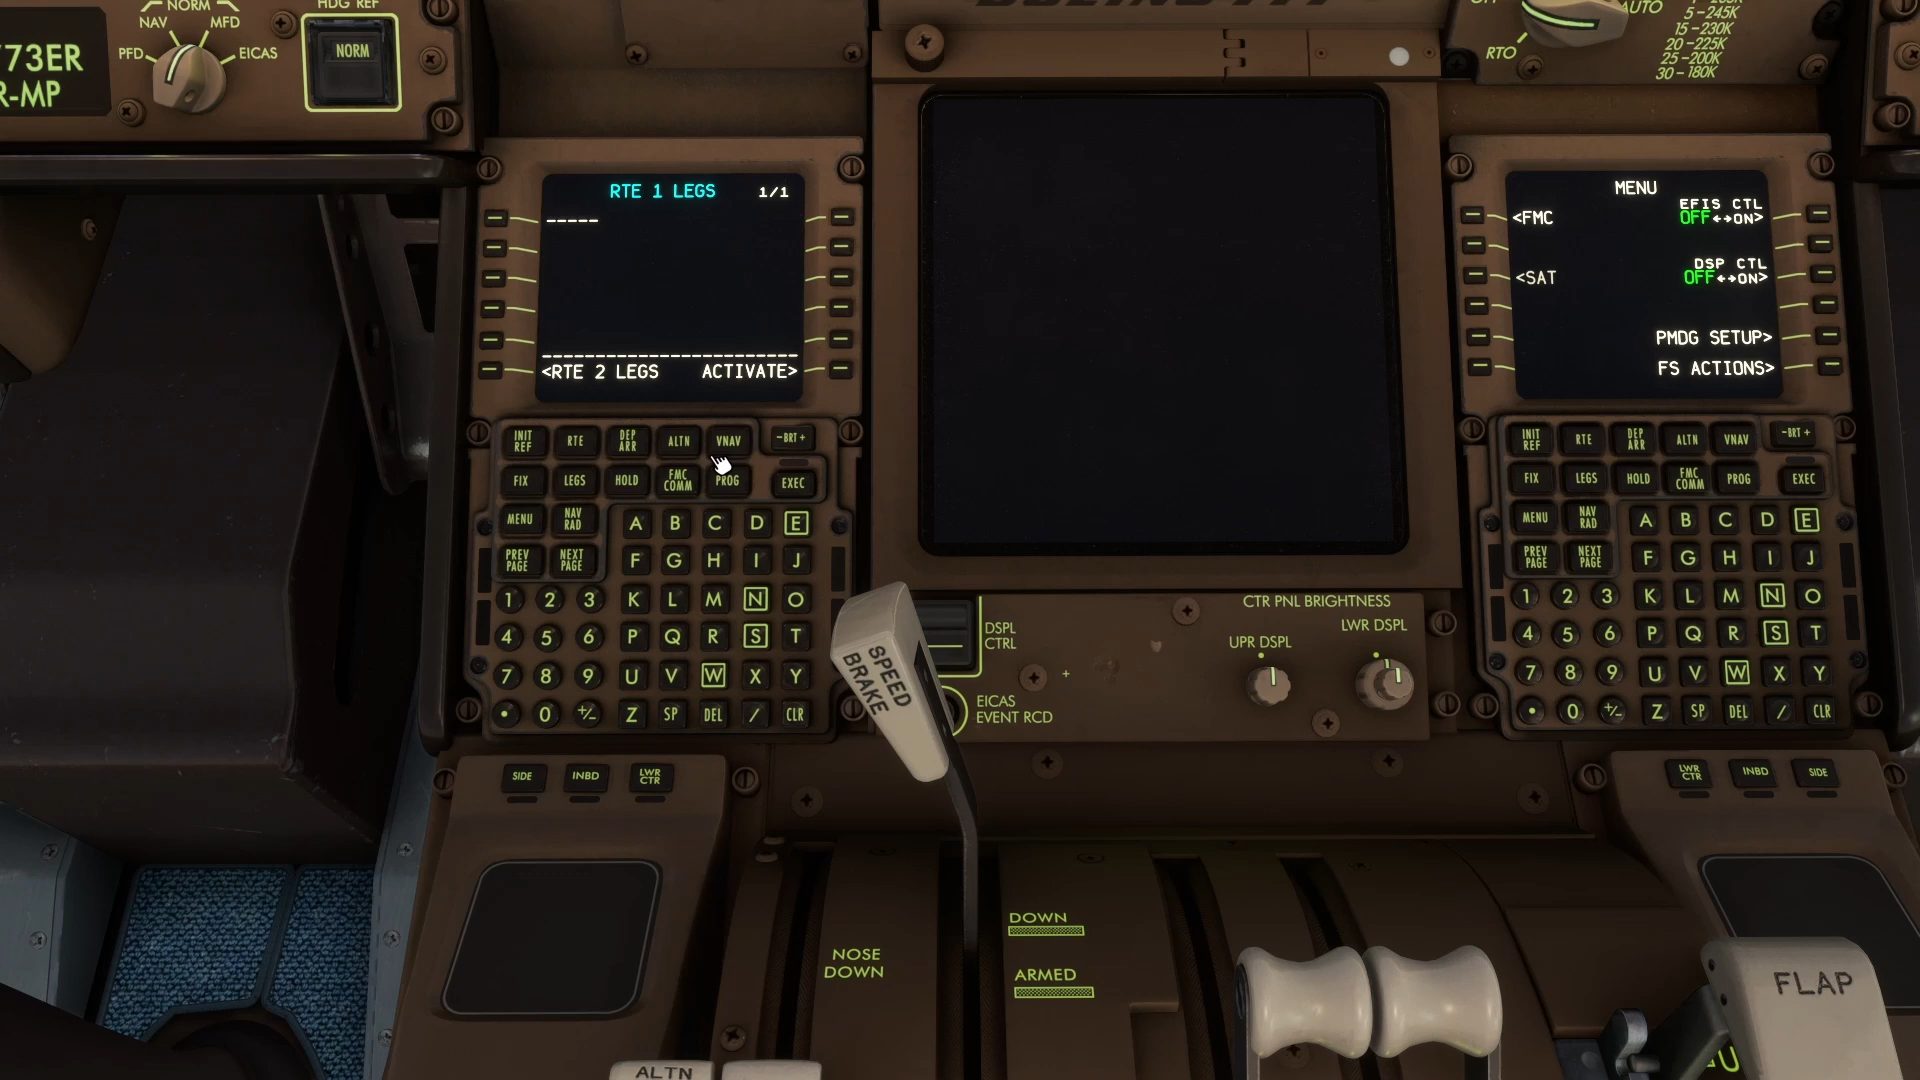 NORM
NAV
MFD
PFD
EICAS
773ER
R-MP
HDG REF
NORM
AUTO
RTO
5-245K
15-230K
20-225K
25-200K
30-180K
RTE 1 LEGS 1/1
-----
<RTE 2 LEGS ACTIVATE>
MENU
EFIS CTL
<FMC OFF↔ON>
DSP CTL
<SAT OFF↔ON>
PMDG SETUP>
FS ACTIONS>
INIT REF
RTE
DEP ARR
ALTN
VNAV
-BRT+
FIX
LEGS
HOLD
FMC COMM
PROG
EXEC
MENU
NAV RAD
PREV PAGE
NEXT PAGE
A B C D E
F G H I J
1 2 3 K L M N O
4 5 6 P Q R S T
7 8 9 U V W X Y
• 0 +/- Z SP DEL / CLR
INIT REF
RTE
DEP ARR
ALTN
VNAV
-BRT+
FIX
LEGS
HOLD
FMC COMM
PROG
EXEC
MENU
NAV RAD
PREV PAGE
NEXT PAGE
A B C D E
F G H I J
1 2 3 K L M N O
4 5 6 P Q R S T
7 8 9 U V W X Y
• 0 +/- Z SP DEL / CLR
DSPL
CTRL
EICAS
EVENT RCD
CTR PNL BRIGHTNESS
UPR DSPL
LWR DSPL
SPEED
BRAKE
SIDE
INBD
LWR CTR
LWR CTR
INBD
SIDE
NOSE
DOWN
DOWN
ARMED
FLAP
ALTN